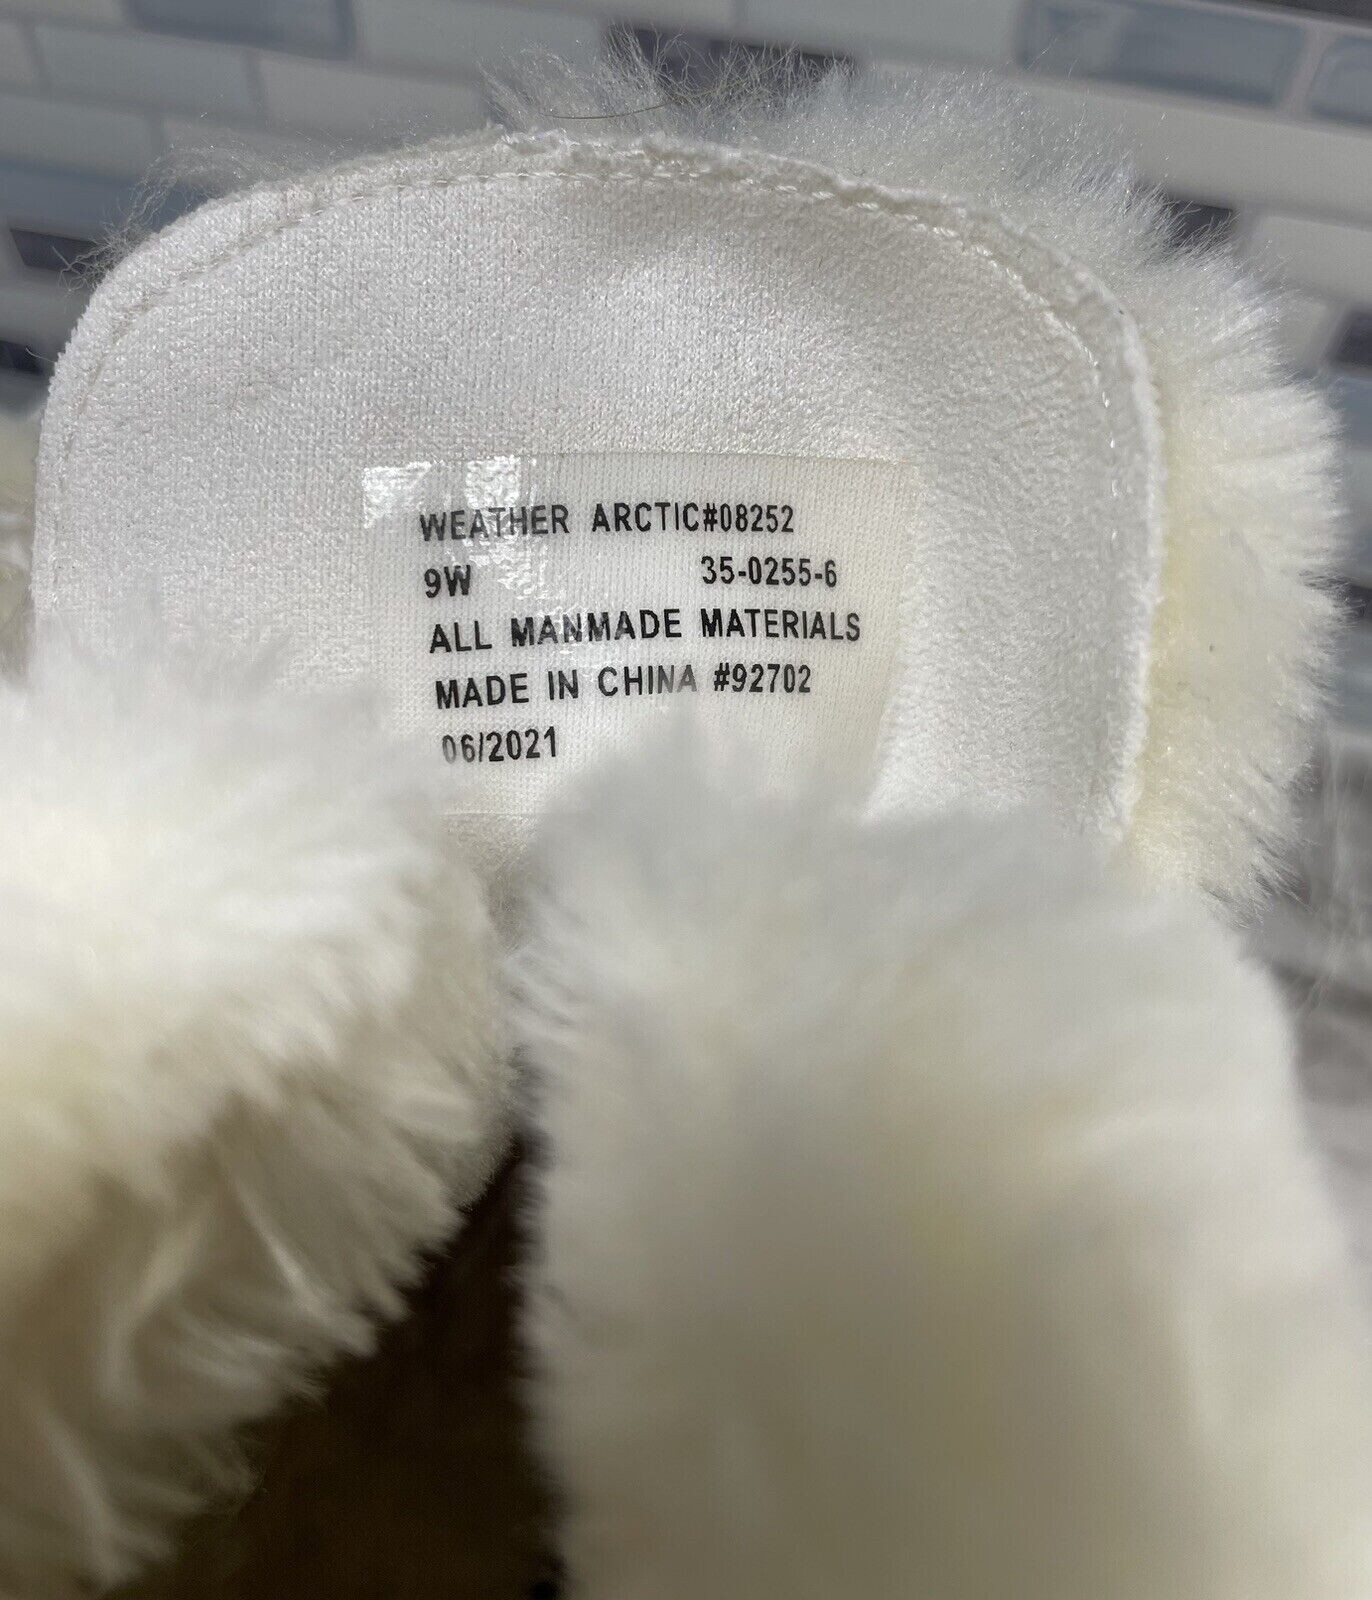 WEATHER ARCTIC#08252
9W 35-0255-6
ALL MANMADE MATERIALS
MADE IN CHINA #92702
06/2021